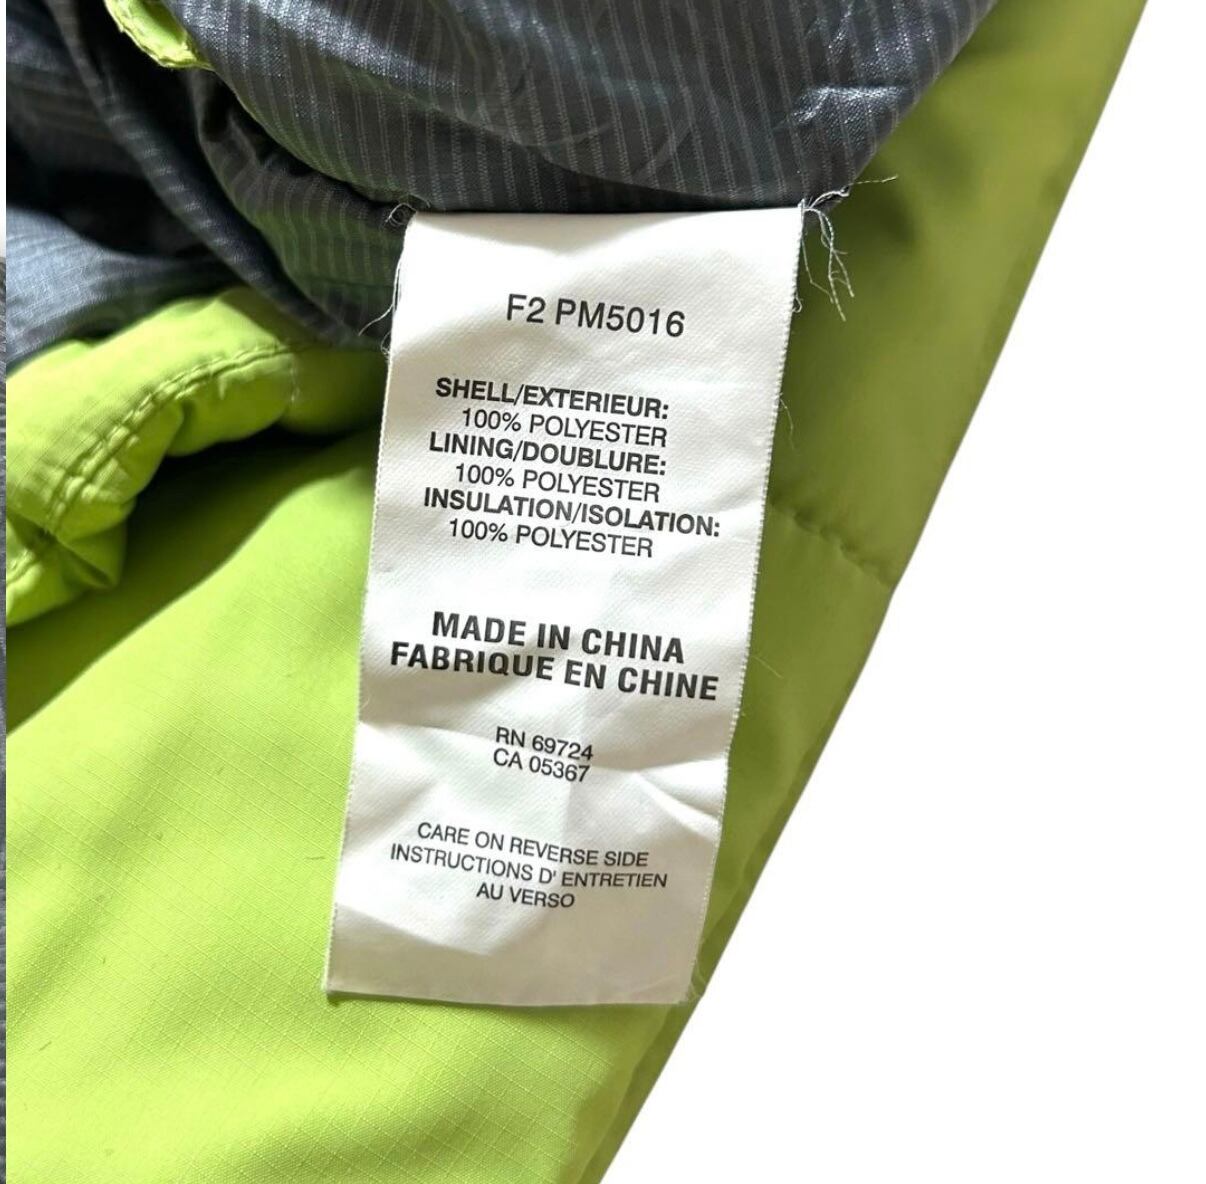 F2 PM5016
SHELL/EXTERIEUR:
100% POLYESTER
LINING/DOUBLURE:
100% POLYESTER
INSULATION/ISOLATION:
100% POLYESTER
MADE IN CHINA
FABRIQUE EN CHINE
RN 69724
CA 05367
CARE ON REVERSE SIDE
INSTRUCTIONS D' ENTRETIEN
AU VERSO